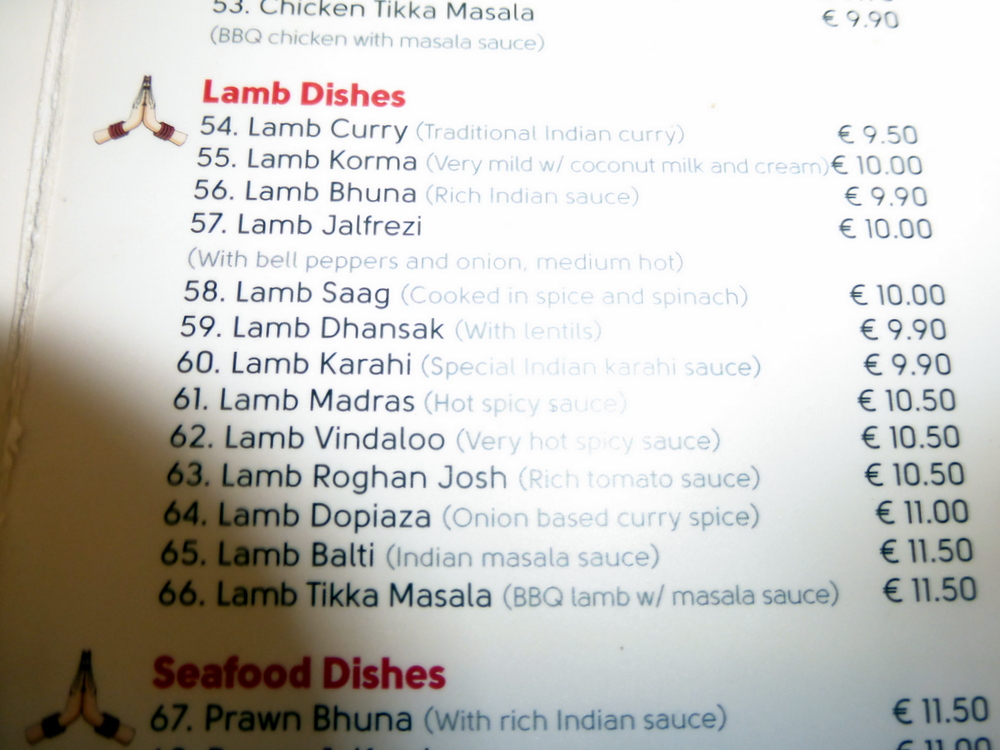 53. Chicken Tikka Masala € 9.90
(BBQ chicken with masala sauce)
Lamb Dishes
54. Lamb Curry (Traditional Indian curry) € 9.50
55. Lamb Korma (Very mild w/ coconut milk and cream) € 10.00
56. Lamb Bhuna (Rich Indian sauce) € 9.90
57. Lamb Jalfrezi € 10.00
(With bell peppers and onion, medium hot)
58. Lamb Saag (Cooked in spice and spinach) € 10.00
59. Lamb Dhansak (With lentils) € 9.90
60. Lamb Karahi (Special Indian karahi sauce) € 9.90
61. Lamb Madras (Hot spicy sauce) € 10.50
62. Lamb Vindaloo (Very hot spicy sauce) € 10.50
63. Lamb Roghan Josh (Rich tomato sauce) € 10.50
64. Lamb Dopiaza (Onion based curry spice) € 11.00
65. Lamb Balti (Indian masala sauce) € 11.50
66. Lamb Tikka Masala (BBQ lamb w/ masala sauce) € 11.50
Seafood Dishes
67. Prawn Bhuna (With rich Indian sauce) € 11.50